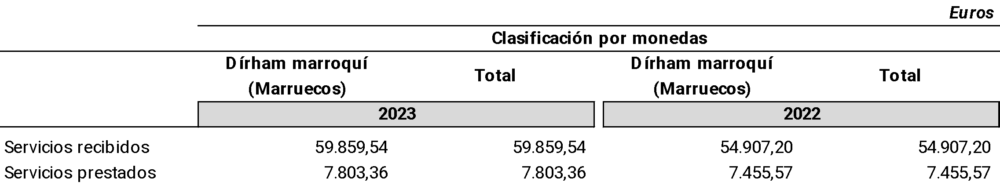 Euros
Clasificación por monedas
Dírham marroquí (Marruecos) Total Dírham marroquí (Marruecos) Total
2023 2022
Servicios recibidos 59.859,54 59.859,54 54.907,20 54.907,20
Servicios prestados 7.803,36 7.803,36 7.455,57 7.455,57